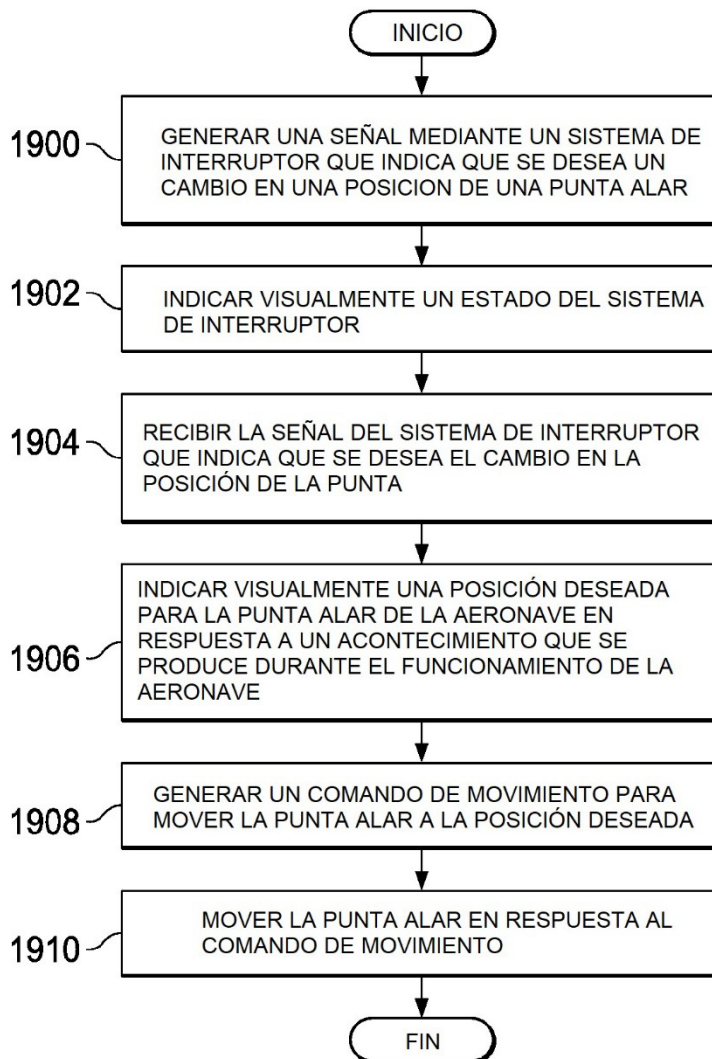 INICIO
1900
GENERAR UNA SEÑAL MEDIANTE UN SISTEMA DE
INTERRUPTOR QUE INDICA QUE SE DESEA UN
CAMBIO EN UNA POSICION DE UNA PUNTA ALAR
1902
INDICAR VISUALMENTE UN ESTADO DEL SISTEMA
DE INTERRUPTOR
1904
RECIBIR LA SEÑAL DEL SISTEMA DE INTERRUPTOR
QUE INDICA QUE SE DESEA EL CAMBIO EN LA
POSICIÓN DE LA PUNTA
1906
INDICAR VISUALMENTE UNA POSICIÓN DESEADA
PARA LA PUNTA ALAR DE LA AERONAVE EN
RESPUESTA A UN ACONTECIMIENTO QUE SE
PRODUCE DURANTE EL FUNCIONAMIENTO DE LA
AERONAVE
1908
GENERAR UN COMANDO DE MOVIMIENTO PARA
MOVER LA PUNTA ALAR A LA POSICIÓN DESEADA
1910
MOVER LA PUNTA ALAR EN RESPUESTA AL
COMANDO DE MOVIMIENTO
FIN